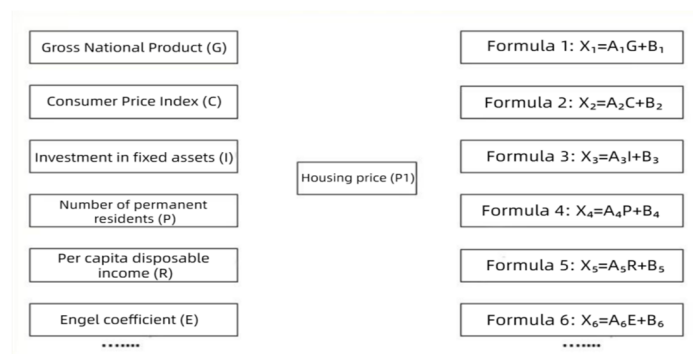 Gross National Product (G)
Formula 1: X₁=A₁G+B₁
Consumer Price Index (C)
Formula 2: X₂=A₂C+B₂
Investment in fixed assets (I)
Formula 3: X₃=A₃I+B₃
Housing price (P1)
Number of permanent
residents (P)
Formula 4: X₄=A₄P+B₄
Per capita disposable
income (R)
Formula 5: X₅=A₅R+B₅
Engel coefficient (E)
Formula 6: X₆=A₆E+B₆
.......
.......